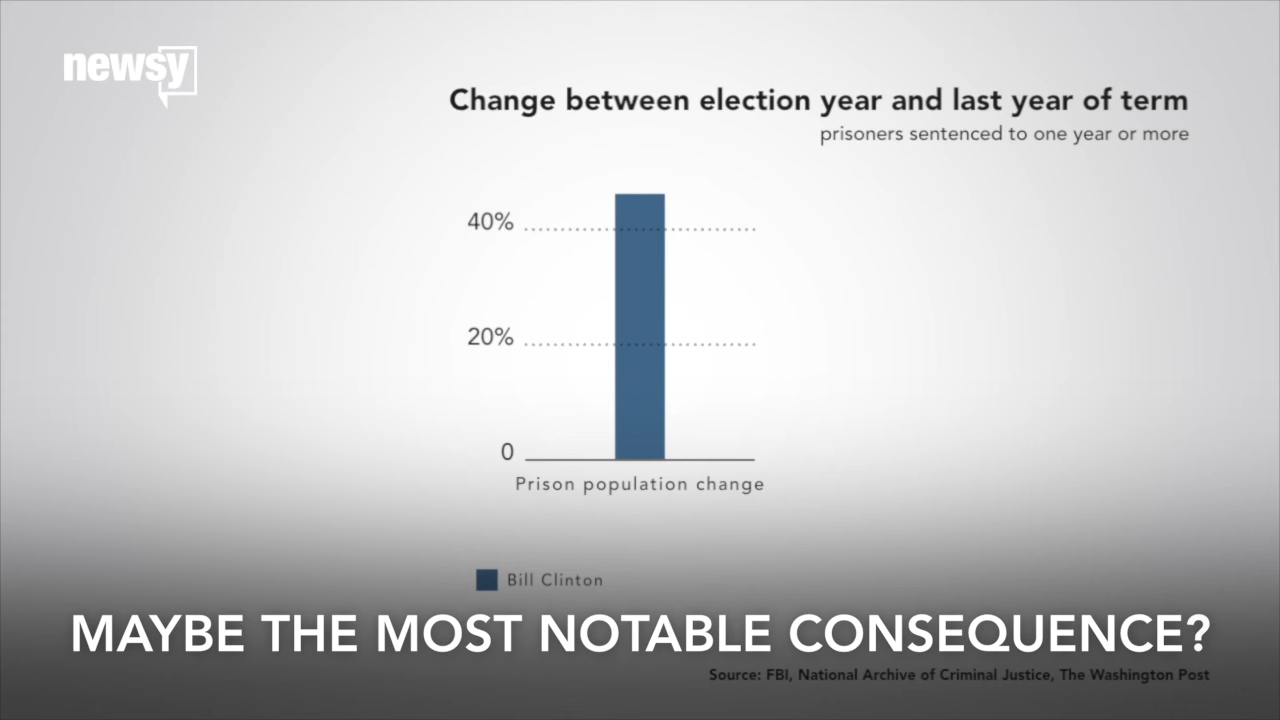 newsy
Change between election year and last year of term
prisoners sentenced to one year or more
40%
20%
0
Prison population change
Bill Clinton
MAYBE THE MOST NOTABLE CONSEQUENCE?
Source: FBI, National Archive of Criminal Justice, The Washington Post